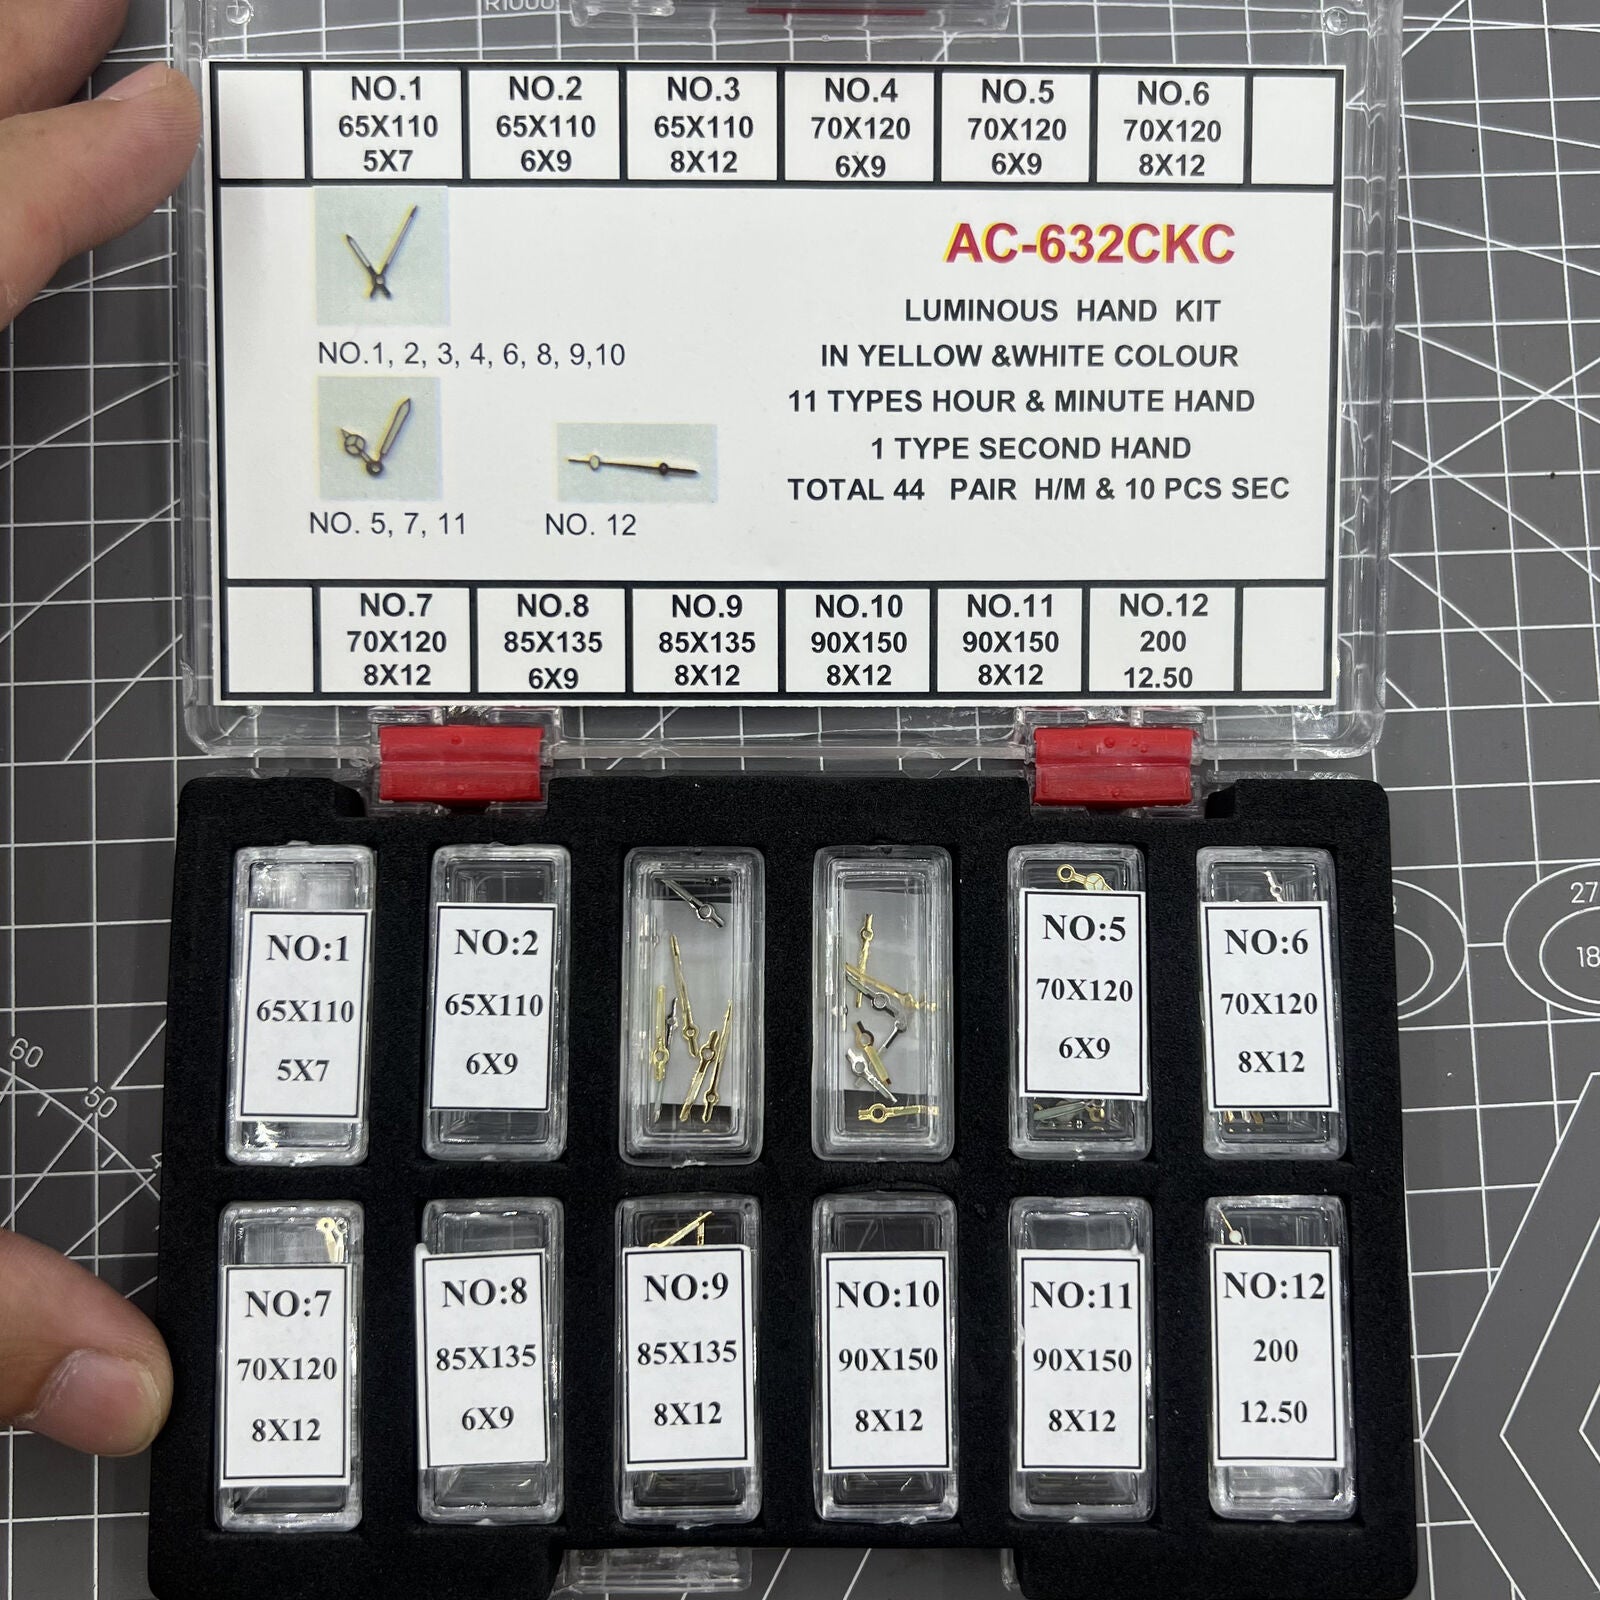 R1000
NO.1
65X110
5X7
NO.2
65X110
6X9
NO.3
65X110
8X12
NO.4
70X120
6X9
NO.5
70X120
6X9
NO.6
70X120
8X12
AC-632CKC
LUMINOUS HAND KIT
IN YELLOW &WHITE COLOUR
11 TYPES HOUR & MINUTE HAND
1 TYPE SECOND HAND
TOTAL 44 PAIR H/M & 10 PCS SEC
NO.1, 2, 3, 4, 6, 8, 9,10
NO. 5, 7, 11
NO. 12
NO.7
70X120
8X12
NO.8
85X135
6X9
NO.9
85X135
8X12
NO.10
90X150
8X12
NO.11
90X150
8X12
NO.12
200
12.50
NO:1
65X110
5X7
NO:2
65X110
6X9
NO:5
70X120
6X9
NO:6
70X120
8X12
27
18
60
50
NO:7
70X120
8X12
NO:8
85X135
6X9
NO:9
85X135
8X12
NO:10
90X150
8X12
NO:11
90X150
8X12
NO:12
200
12.50